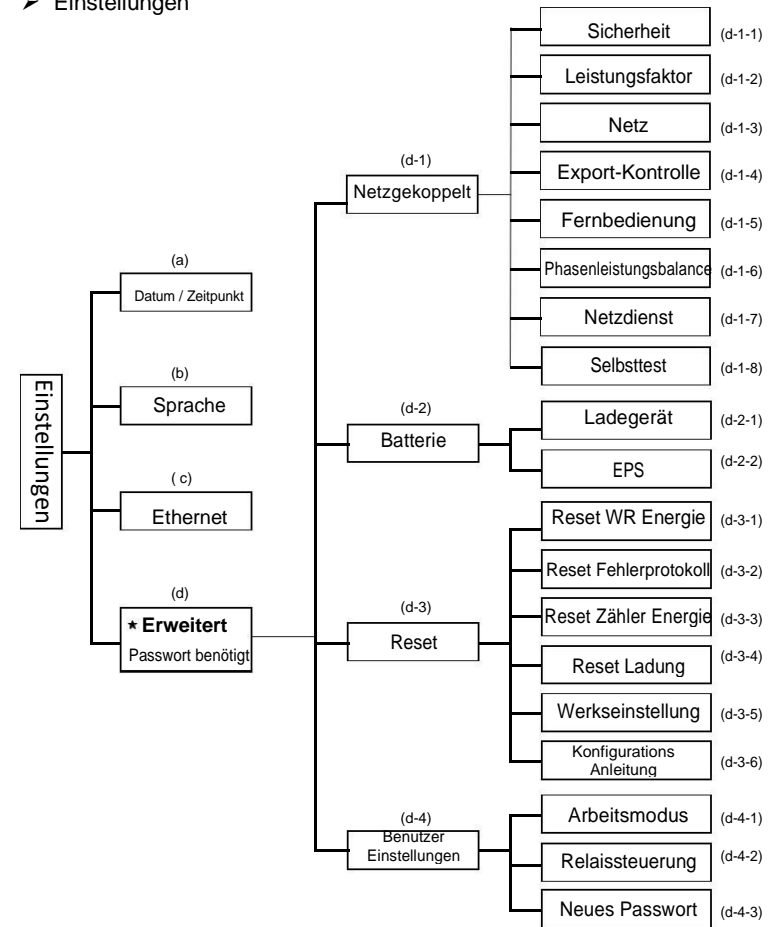 ➢ Einstellungen
Einstellungen
(a)
Datum / Zeitpunkt
(b)
Sprache
( c)
Ethernet
(d)
★ Erweitert
Passwort benötigt
(d-1)
Netzgekoppelt
Sicherheit (d-1-1)
Leistungsfaktor (d-1-2)
Netz (d-1-3)
Export-Kontrolle (d-1-4)
Fernbedienung (d-1-5)
Phasenleistungsbalance (d-1-6)
Netzdienst (d-1-7)
Selbsttest (d-1-8)
(d-2)
Batterie
Ladegerät (d-2-1)
EPS (d-2-2)
(d-3)
Reset
Reset WR Energie (d-3-1)
Reset Fehlerprotokoll (d-3-2)
Reset Zähler Energie (d-3-3)
Reset Ladung (d-3-4)
Werkseinstellung (d-3-5)
Konfigurations
Anleitung (d-3-6)
(d-4)
Benutzer
Einstellungen
Arbeitsmodus (d-4-1)
Relaissteuerung (d-4-2)
Neues Passwort (d-4-3)